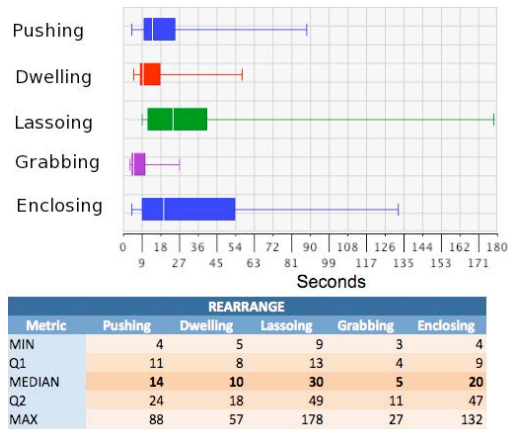 Pushing
Dwelling
Lassoing
Grabbing
Enclosing
0 18 36 54 72 90 108 126 144 162 180
9 27 45 63 81 99 117 135 153 171
Seconds
REARRANGE
Metric Pushing Dwelling Lassoing Grabbing Enclosing
MIN 4 5 9 3 4
Q1 11 8 13 4 9
MEDIAN 14 10 30 5 20
Q2 24 18 49 11 47
MAX 88 57 178 27 132